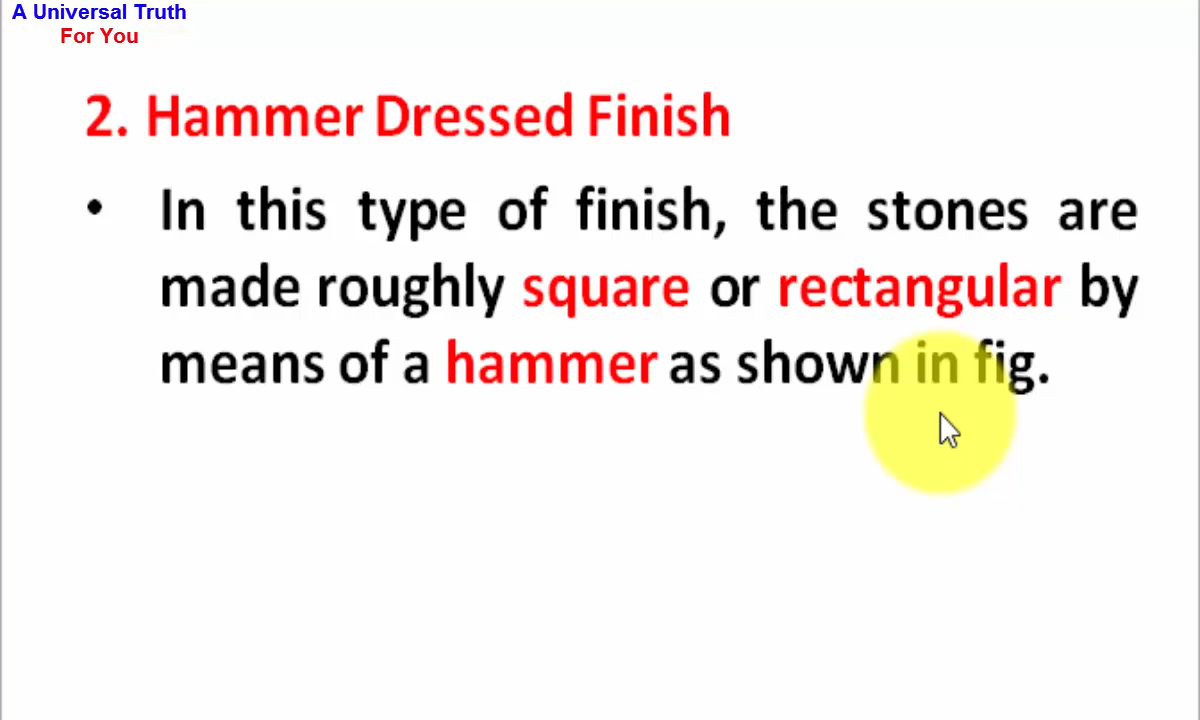 A Universal Truth
For You
2. Hammer Dressed Finish
• In this type of finish, the stones are
made roughly square or rectangular by
means of a hammer as shown in fig.